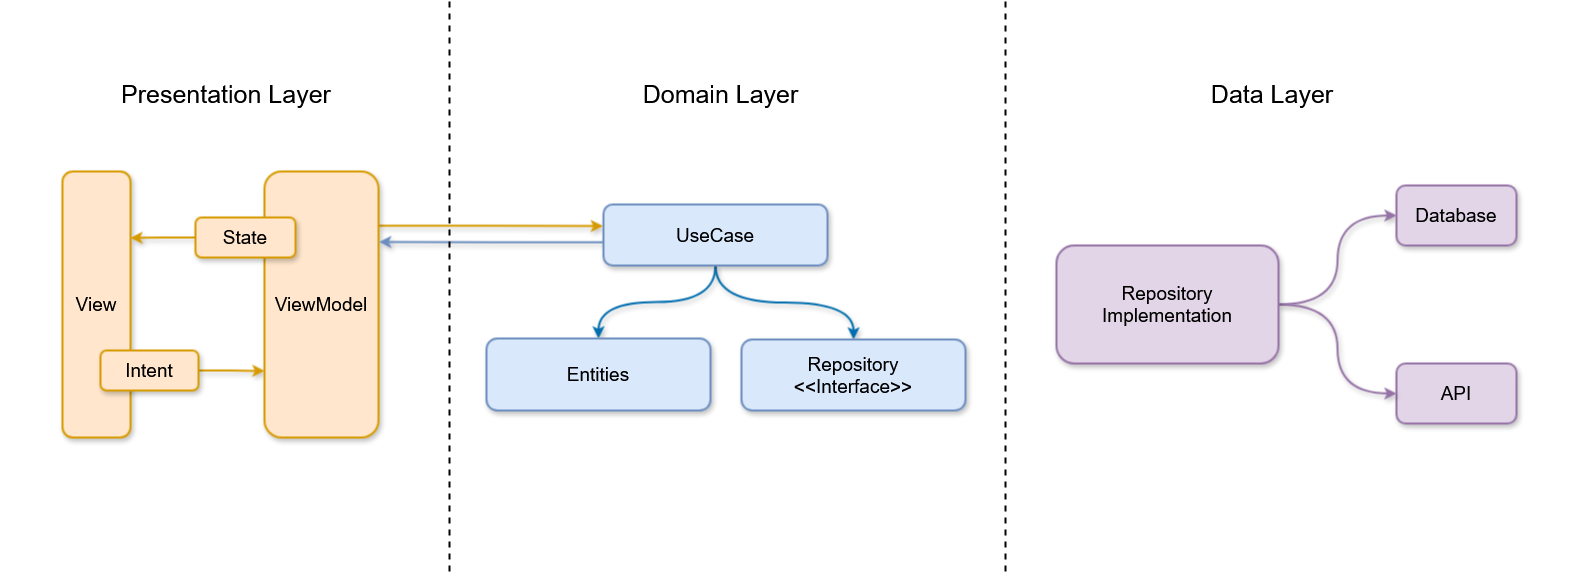 Presentation Layer
Domain Layer
Data Layer
View
State
ViewModel
Intent
UseCase
Entities
Repository
<<Interface>>
Repository
Implementation
Database
API